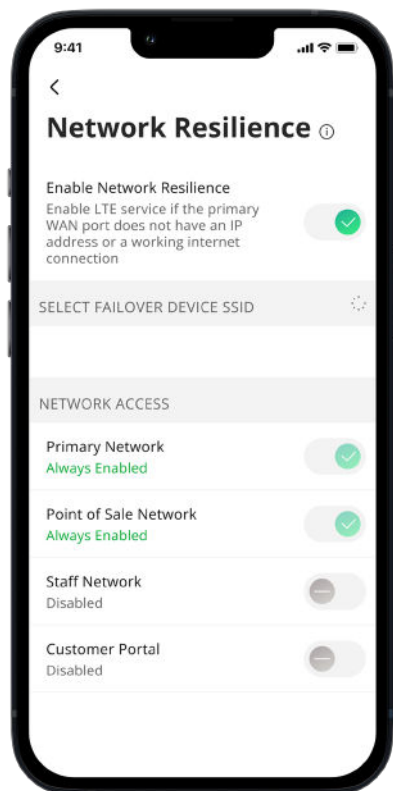 9:41
Network Resilience
Enable Network Resilience
Enable LTE service if the primary
WAN port does not have an IP
address or a working internet
connection
SELECT FAILOVER DEVICE SSID
NETWORK ACCESS
Primary Network
Always Enabled
Point of Sale Network
Always Enabled
Staff Network
Disabled
Customer Portal
Disabled